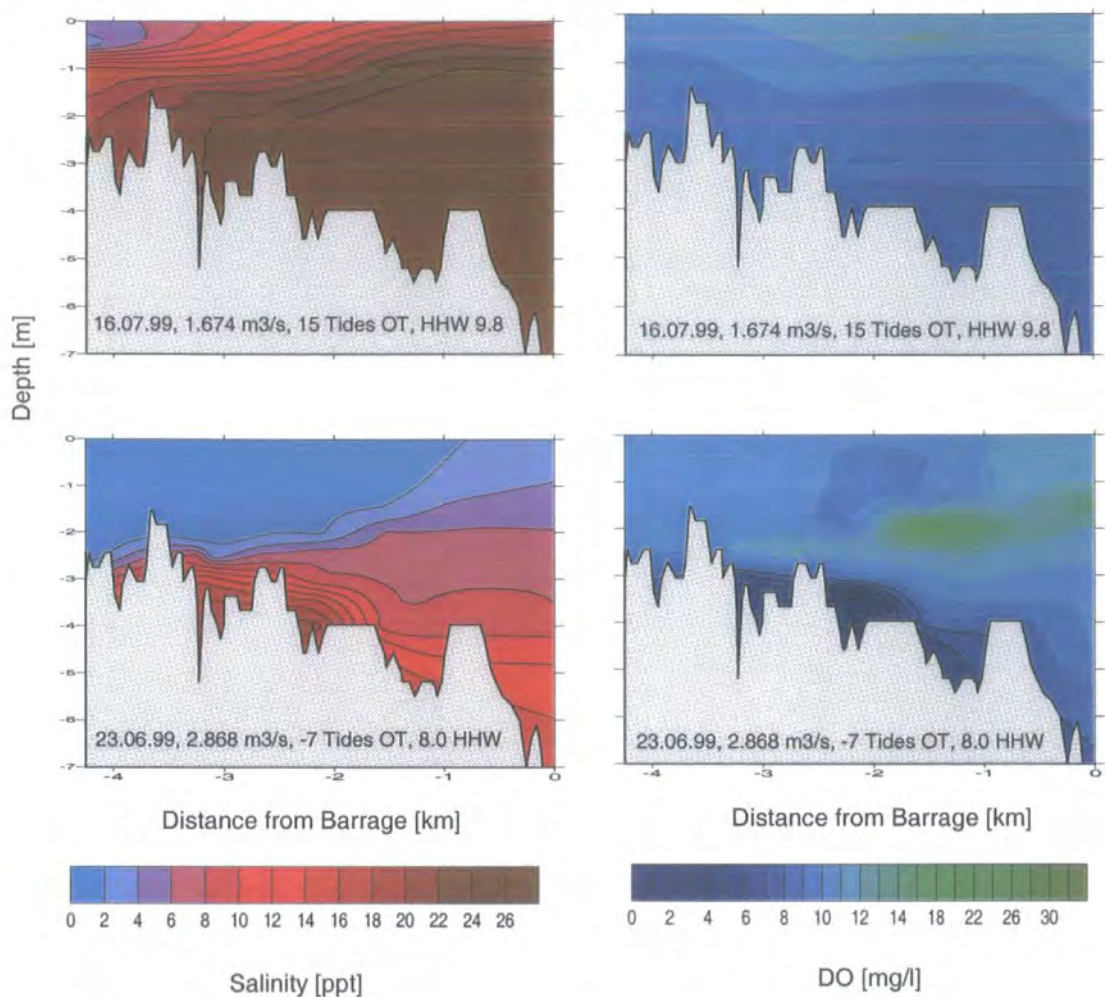 0
-1
-2
-3
-4
-5
-6
-7
16.07.99, 1.674 m3/s, 15 Tides OT, HHW 9.8
16.07.99, 1.674 m3/s, 15 Tides OT, HHW 9.8
Depth [m]
0
-1
-2
-3
-4
-5
-6
-7
23.06.99, 2.868 m3/s, -7 Tides OT, 8.0 HHW
23.06.99, 2.868 m3/s, -7 Tides OT, 8.0 HHW
-4 -3 -2 -1 0
-4 -3 -2 -1 0
Distance from Barrage [km]
Distance from Barrage [km]
0 2 4 6 8 10 12 14 16 18 20 22 24 26
0 2 4 6 8 10 14 18 22 26 30
Salinity [ppt]
DO [mg/l]